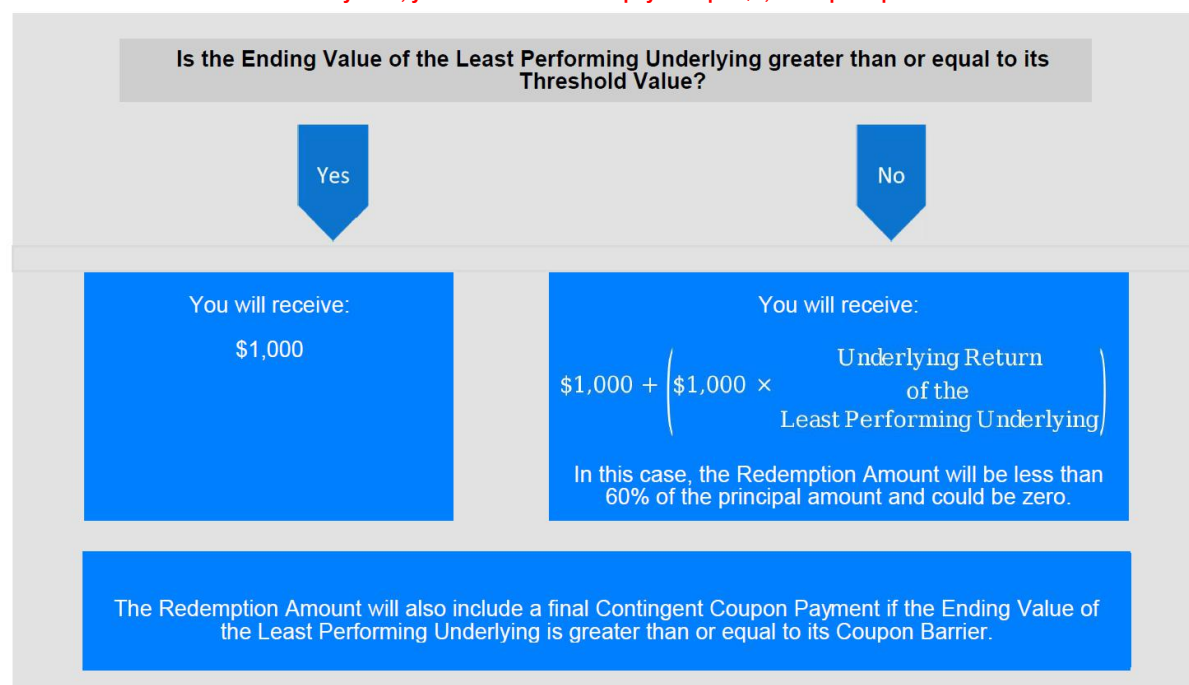 Is the Ending Value of the Least Performing Underlying greater than or equal to its
Threshold Value?
Yes
No
You will receive:
$1,000
You will receive:
$1,000 + ($1,000 × Underlying Return
of the
Least Performing Underlying)
In this case, the Redemption Amount will be less than
60% of the principal amount and could be zero.
The Redemption Amount will also include a final Contingent Coupon Payment if the Ending Value of
the Least Performing Underlying is greater than or equal to its Coupon Barrier.